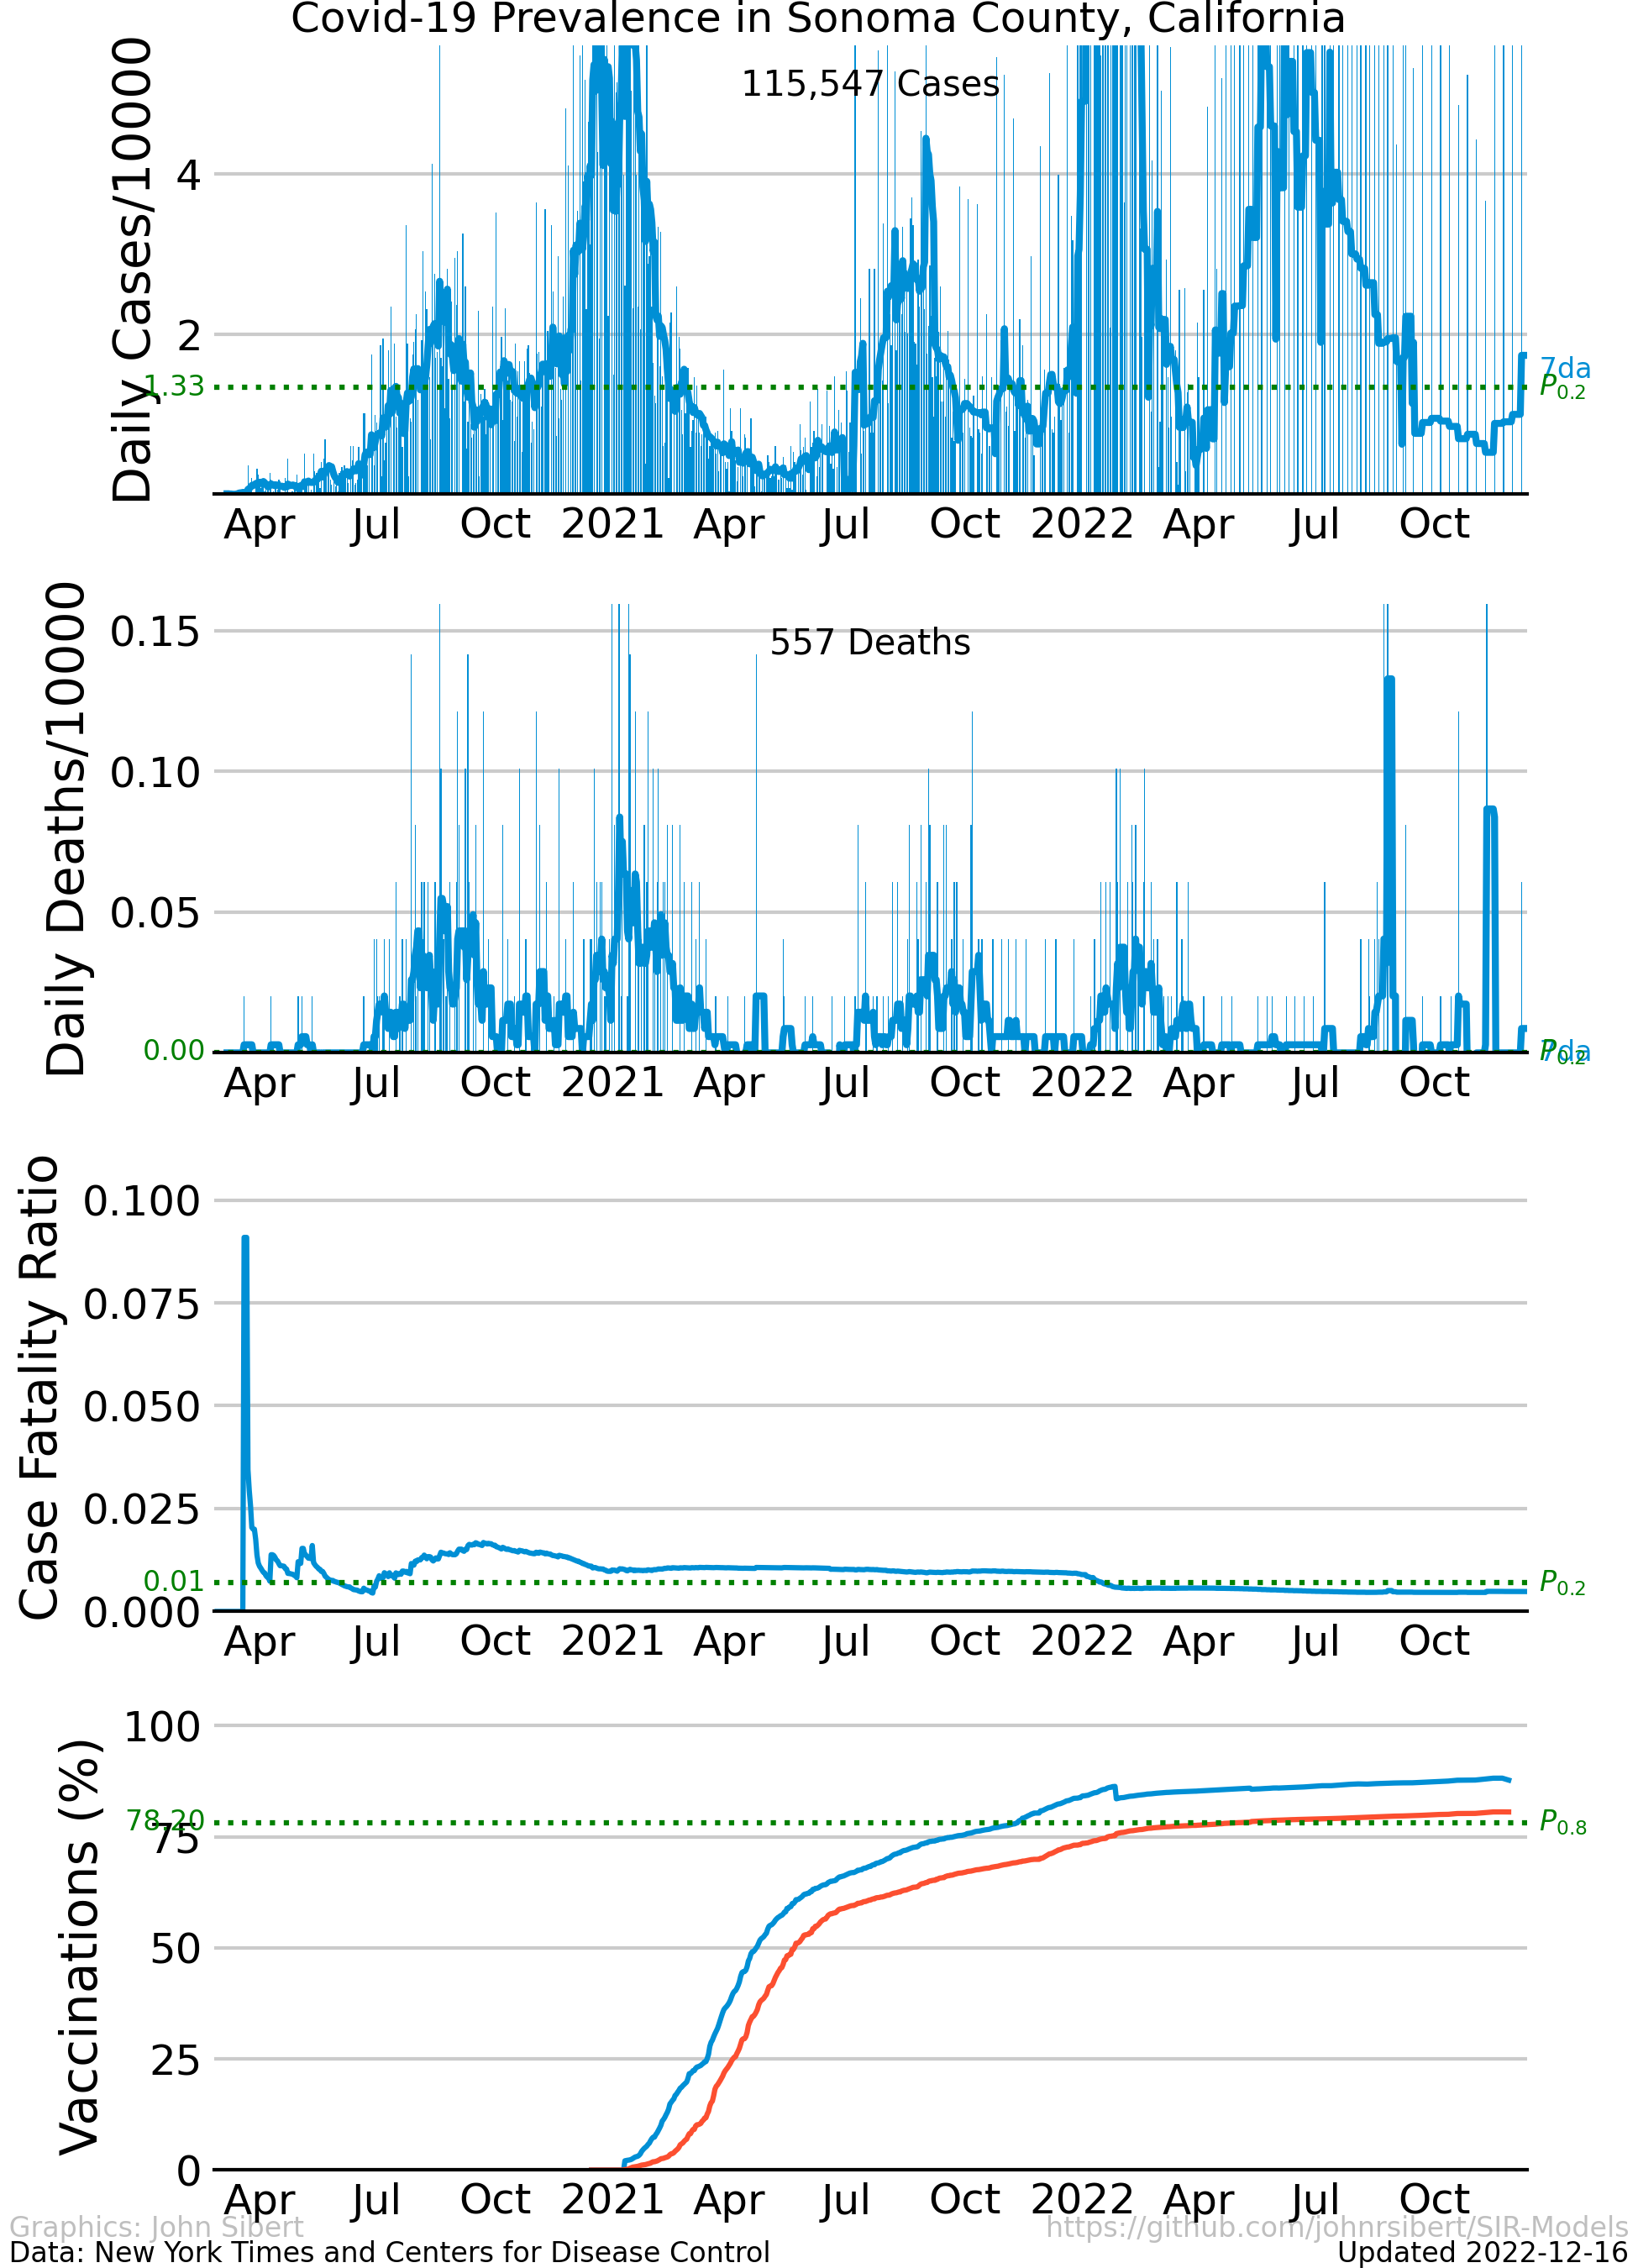 Covid-19 Prevalence in Sonoma County, California
Daily Cases/10000
115,547 Cases
4
2
1.33
7da
P0.2
Apr Jul Oct 2021 Apr Jul Oct 2022 Apr Jul Oct
Daily Deaths/10000
557 Deaths
0.15
0.10
0.05
0.00
7da
P0.2
Apr Jul Oct 2021 Apr Jul Oct 2022 Apr Jul Oct
Case Fatality Ratio
0.100
0.075
0.050
0.025
0.01
P0.2
0.000
Apr Jul Oct 2021 Apr Jul Oct 2022 Apr Jul Oct
Vaccinations (%)
100
78.20
P0.8
75
50
25
0
Apr Jul Oct 2021 Apr Jul Oct 2022 Apr Jul Oct
Graphics: John Sibert https://github.com/johnrsibert/SIR-Models
Data: New York Times and Centers for Disease Control Updated 2022-12-16